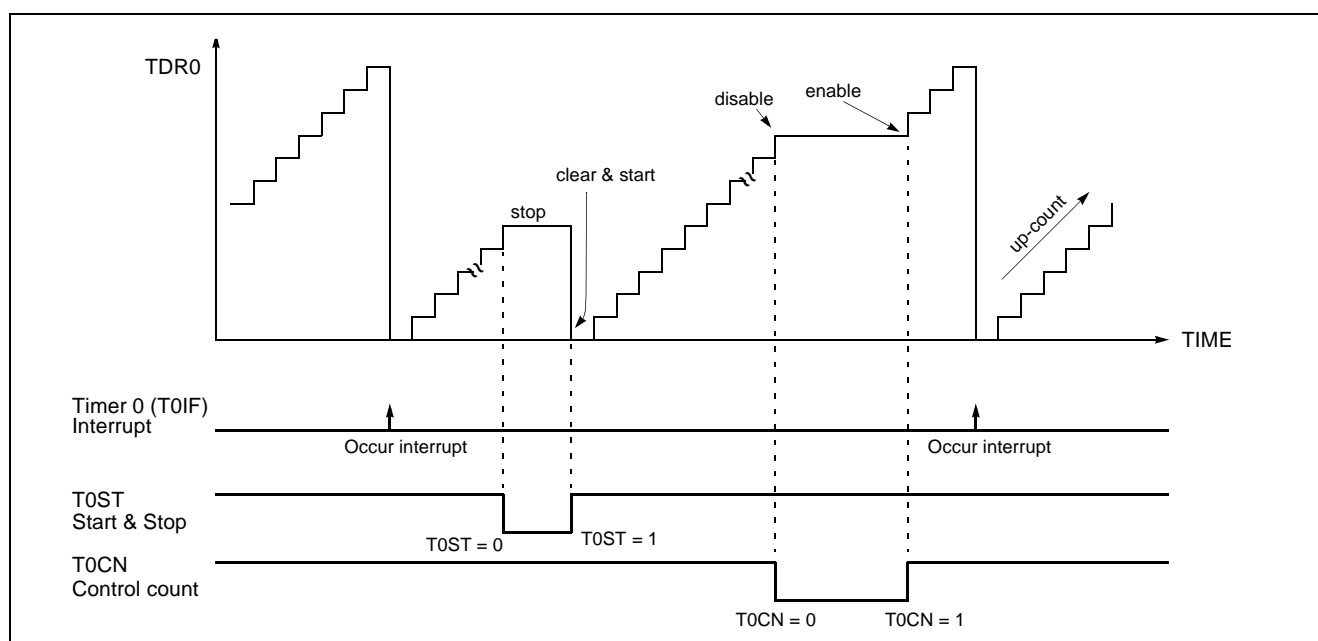 TDR0
disable
enable
clear & start
stop
up-count
TIME
Timer 0 (T0IF)
Interrupt
Occur interrupt
Occur interrupt
T0ST
Start & Stop
T0ST = 0
T0ST = 1
T0CN
Control count
T0CN = 0
T0CN = 1